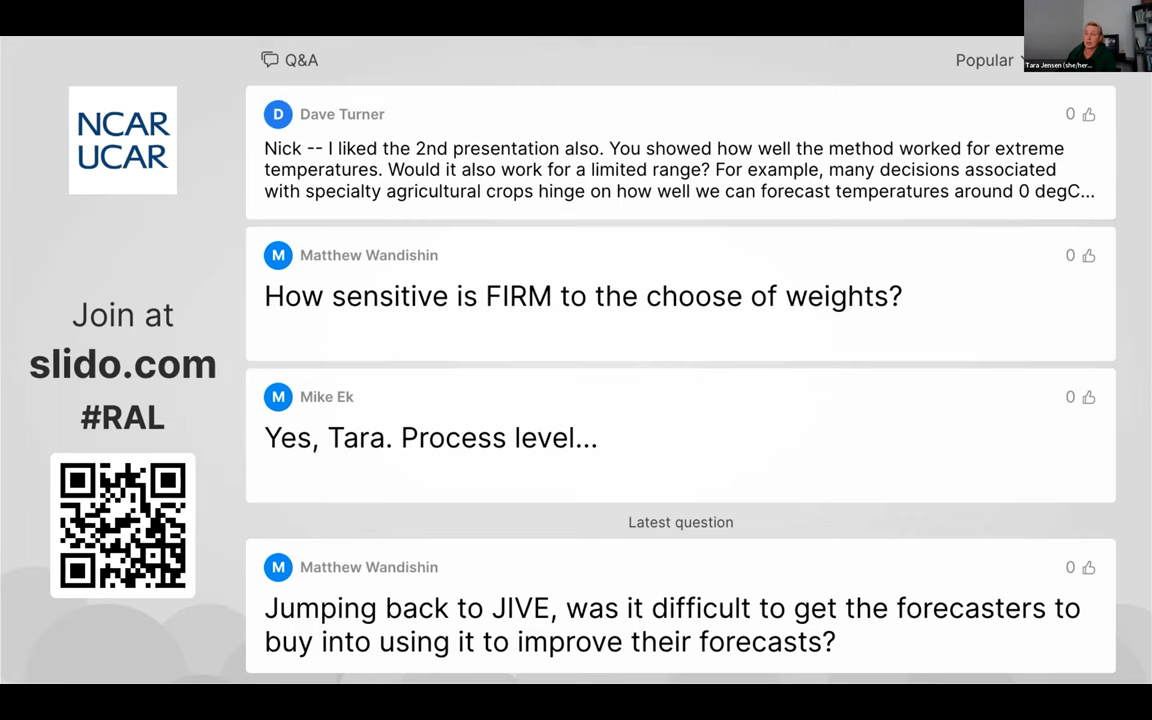 Q&A
Popular
Tara Jensen (she/her...
NCAR
UCAR
D Dave Turner
0
Nick -- I liked the 2nd presentation also. You showed how well the method worked for extreme
temperatures. Would it also work for a limited range? For example, many decisions associated
with specialty agricultural crops hinge on how well we can forecast temperatures around 0 degC...
M Matthew Wandishin
0
How sensitive is FIRM to the choose of weights?
Join at
slido.com
#RAL
M Mike Ek
0
Yes, Tara. Process level...
Latest question
M Matthew Wandishin
0
Jumping back to JIVE, was it difficult to get the forecasters to
buy into using it to improve their forecasts?